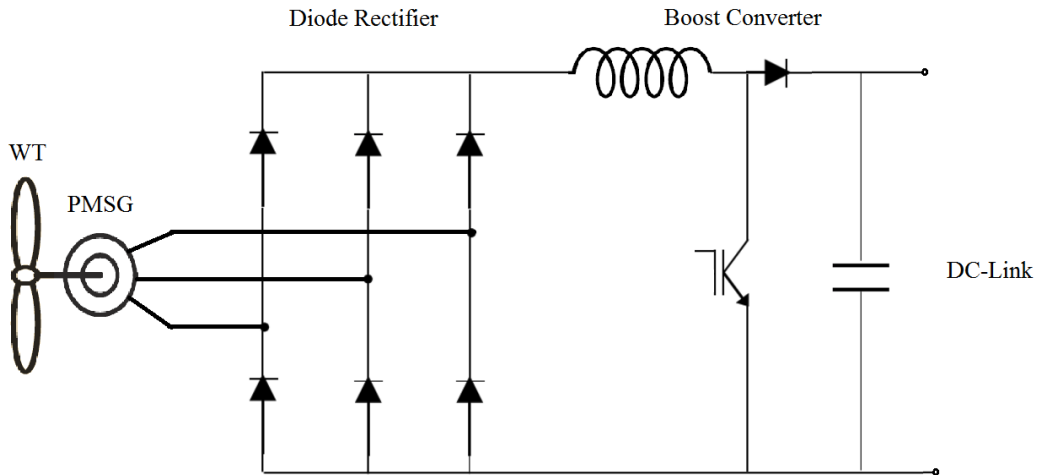 Diode Rectifier
Boost Converter
WT
PMSG
DC-Link